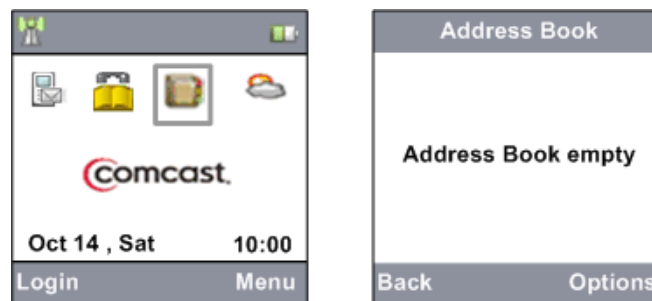 comcast.
Oct 14 , Sat 10:00
Login Menu
Address Book
Address Book empty
Back Options